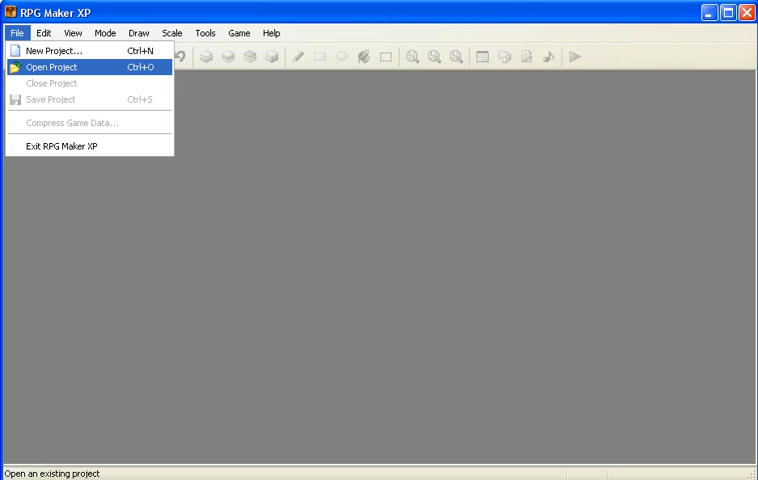 RPG Maker XP
File Edit View Mode Draw Scale Tools Game Help
New Project... Ctrl+N
Open Project Ctrl+O
Close Project
Save Project Ctrl+S
Compress Game Data...
Exit RPG Maker XP
Open an existing project